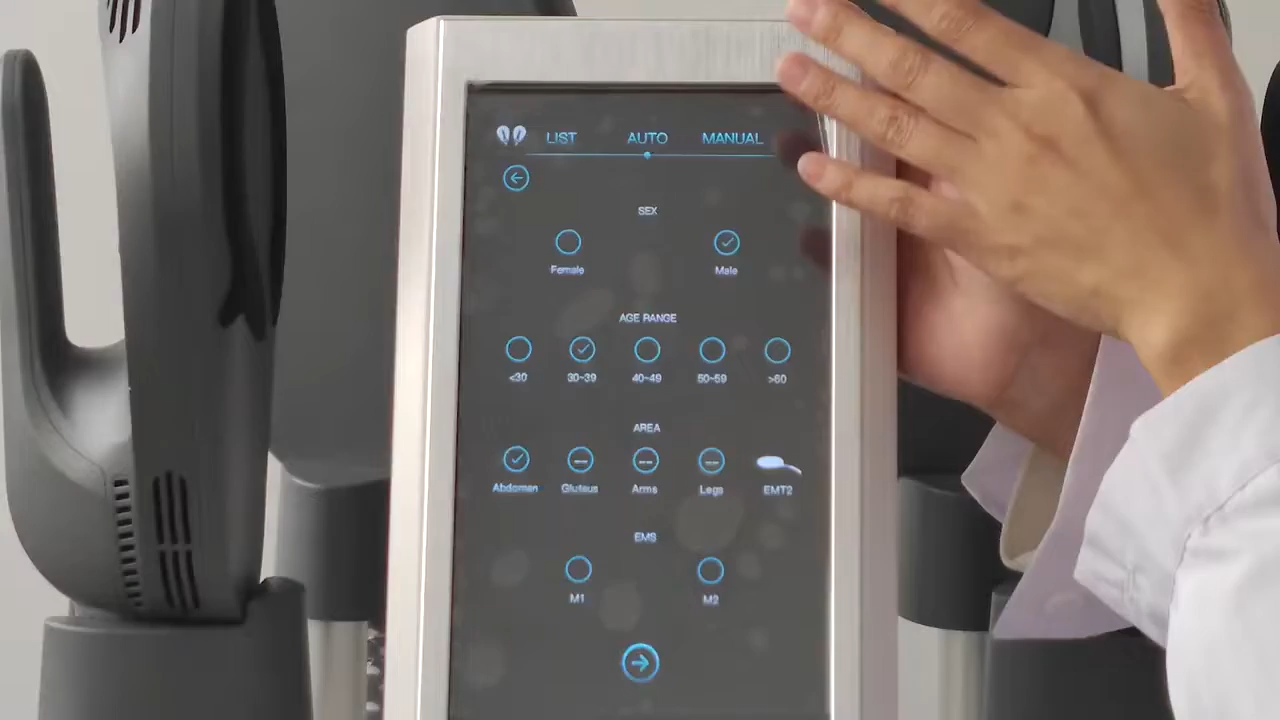 LIST AUTO MANUAL
SEX
Female Male
AGE RANGE
<30 30~39 40~49 50~59 >60
AREA
Abdomen Gluteus Arms Legs EMT2
EMS
M1 M2